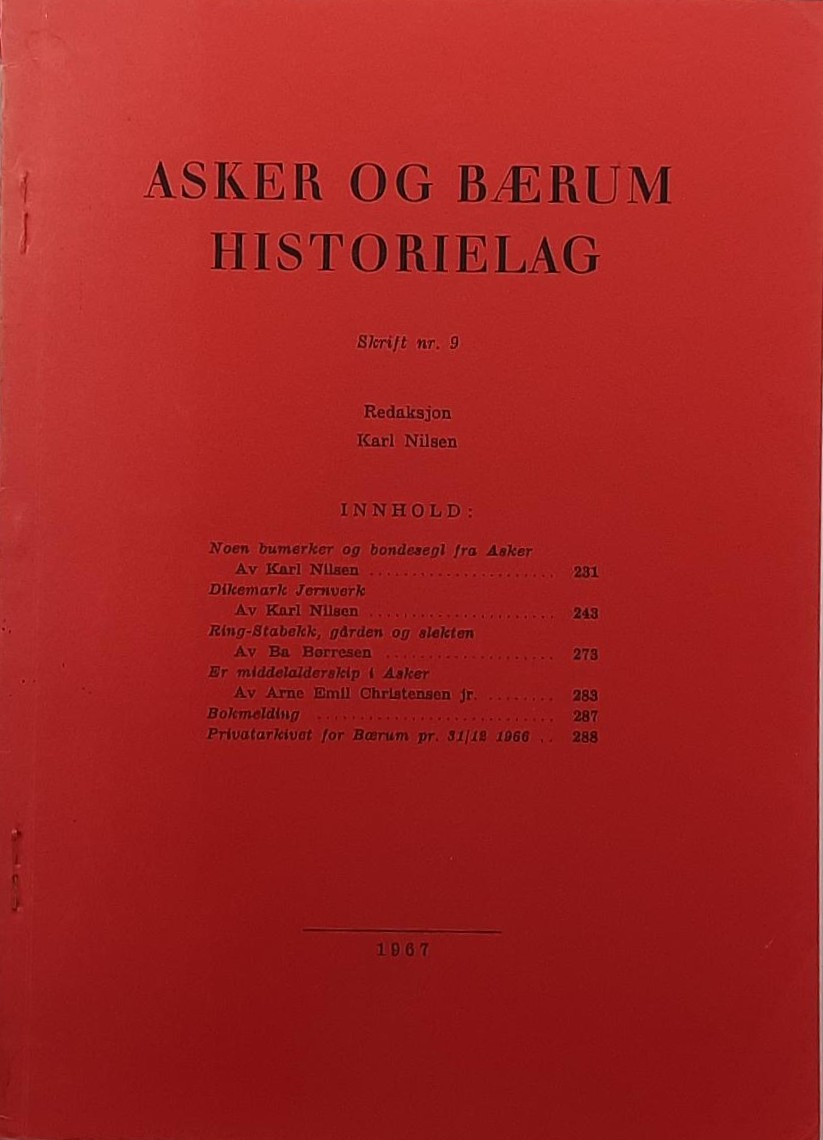 ASKER OG BÆRUM
HISTORIELAG
Skrift nr. 9
Redaksjon
Karl Nilsen
INNHOLD:
Noen bumerker og bondesegl fra Asker
Av Karl Nilsen ...................... 231
Dikemark Jernverk
Av Karl Nilsen ...................... 243
Ring-Stabekk, gården og slekten
Av Ba Børresen .................... 273
Er middelalderskip i Asker
Av Arne Emil Christensen jr. ........ 283
Bokmelding ............................ 287
Privatarkivet for Bærum pr. 31/12 1966 .. 288
1967